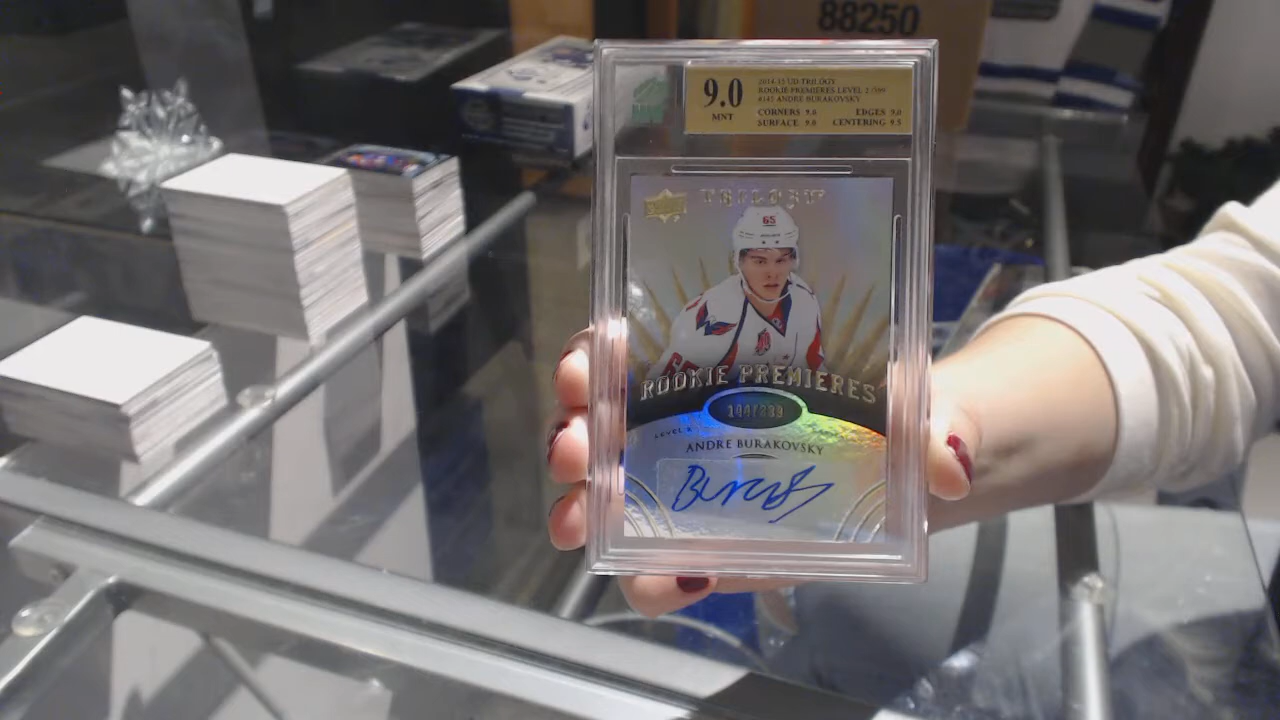 88250
9.0
MNT
2014-15 UD TRILOGY
ROOKIE PREMIERES LEVEL 2 /399
#141 ANDRE BURAKOVSKY
CORNERS 9.0 EDGES 9.0
SURFACE 9.0 CENTERING 9.5
TRILOGY
65
ROOKIE PREMIERES
144/399
LEVEL 2
ANDRE BURAKOVSKY